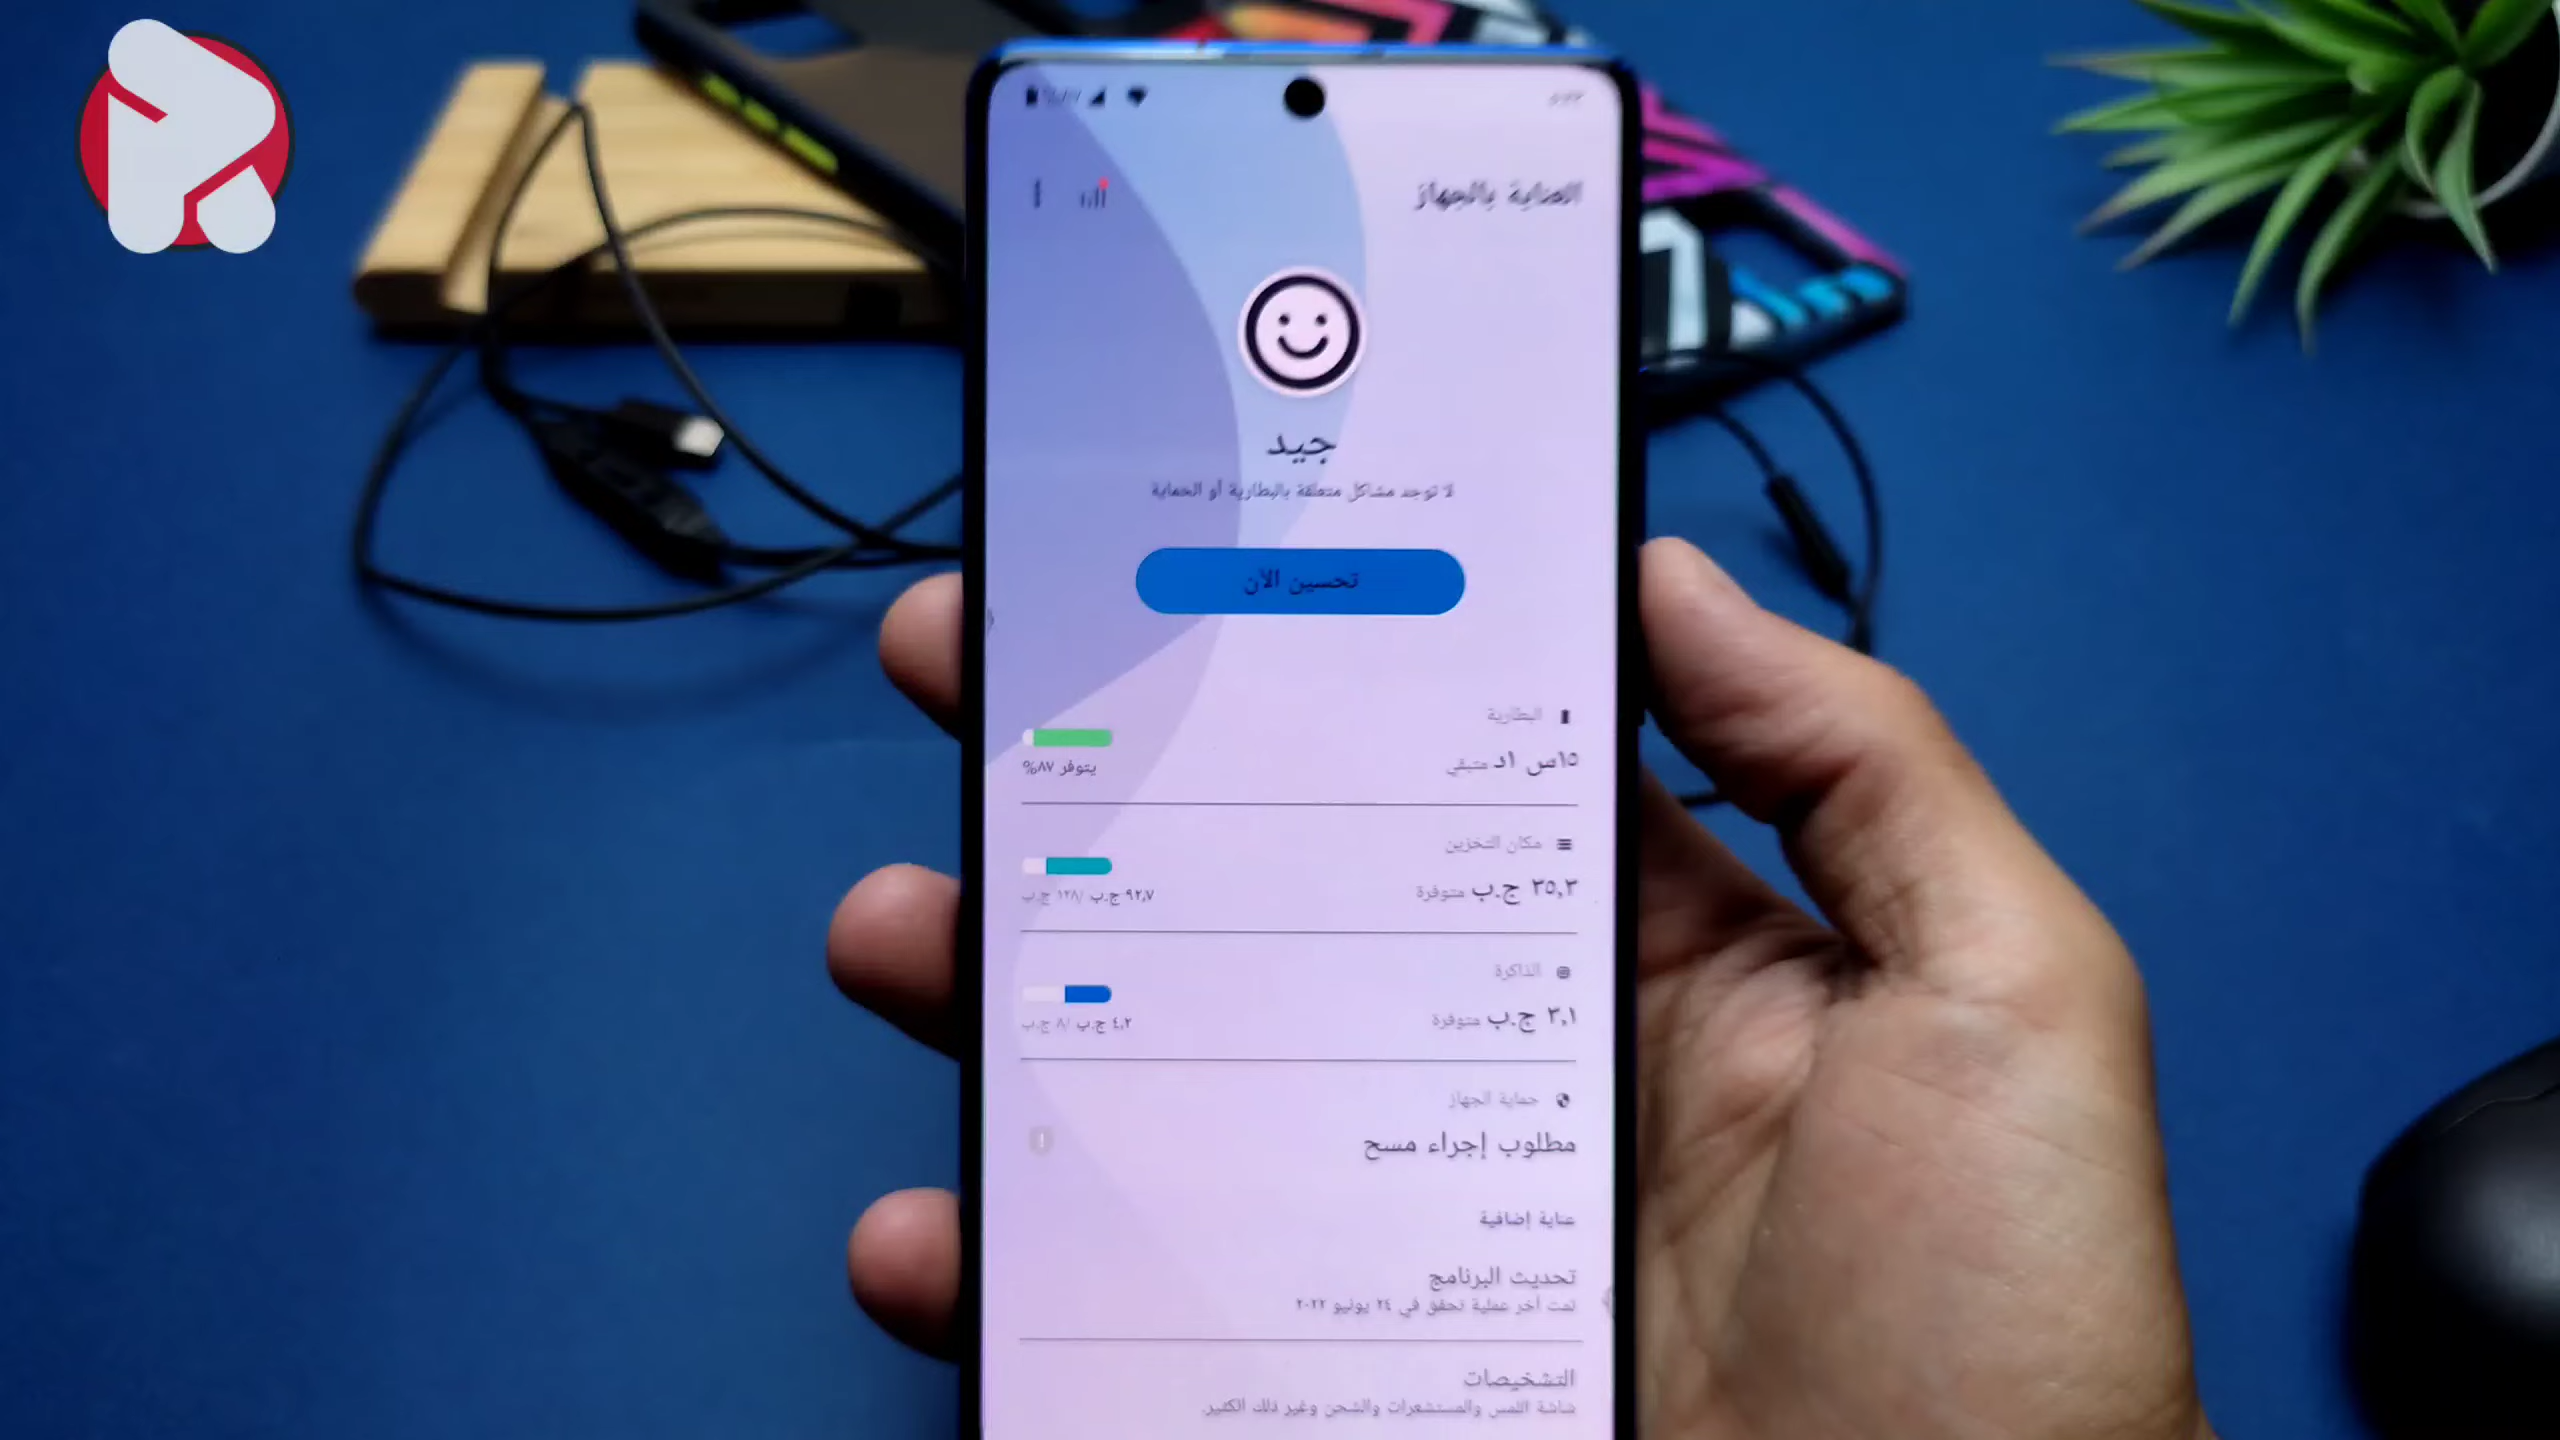 العناية بالجهاز
جيد
لا توجد مشاكل متعلقة بالبطارية أو الحماية
تحسين الآن
البطارية
١٥س ١د متبقي
يتوفر ٨٧%
مكان التخزين
٣٥,٣ ج.ب متوفرة
٩٢,٧ ج.ب /١٢٨ ج.ب
الذاكرة
٣,١ ج.ب متوفرة
٤,٢ ج.ب /٨ ج.ب
حماية الجهاز
مطلوب إجراء مسح
عناية إضافية
تحديث البرنامج
تمت آخر عملية تحقق في ٢٤ يونيو ٢٠٢٢
التشخيصات
شاشة اللمس والمستشعرات والشحن وغير ذلك الكثير.